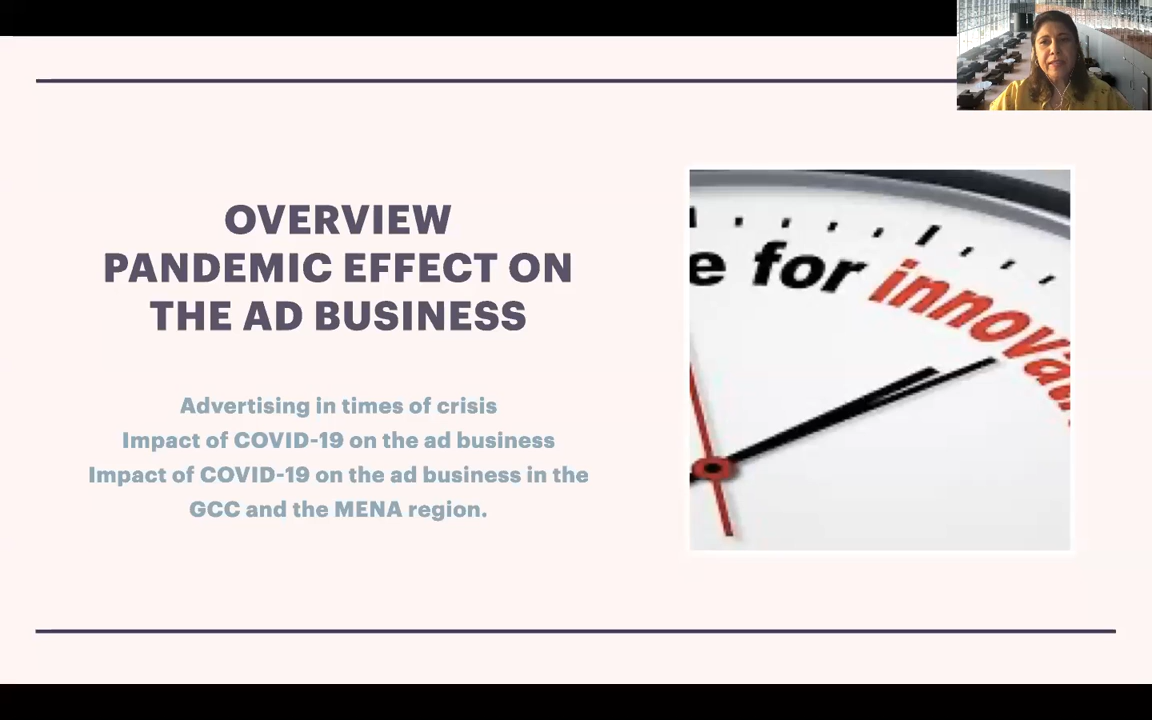 OVERVIEW
PANDEMIC EFFECT ON
THE AD BUSINESS
Advertising in times of crisis
Impact of COVID-19 on the ad business
Impact of COVID-19 on the ad business in the
GCC and the MENA region.
e for innova